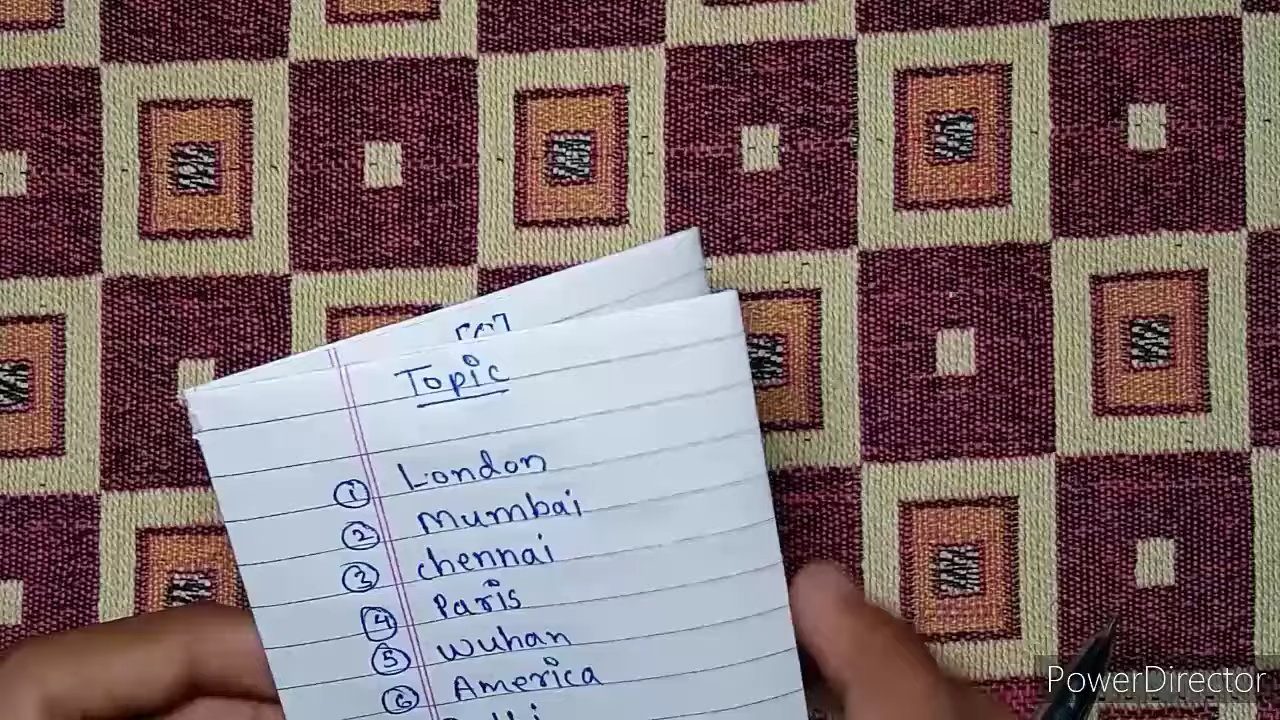 Topic
① London
② Mumbai
③ chennai
④ Paris
⑤ wuhan
⑥ America
PowerDirector